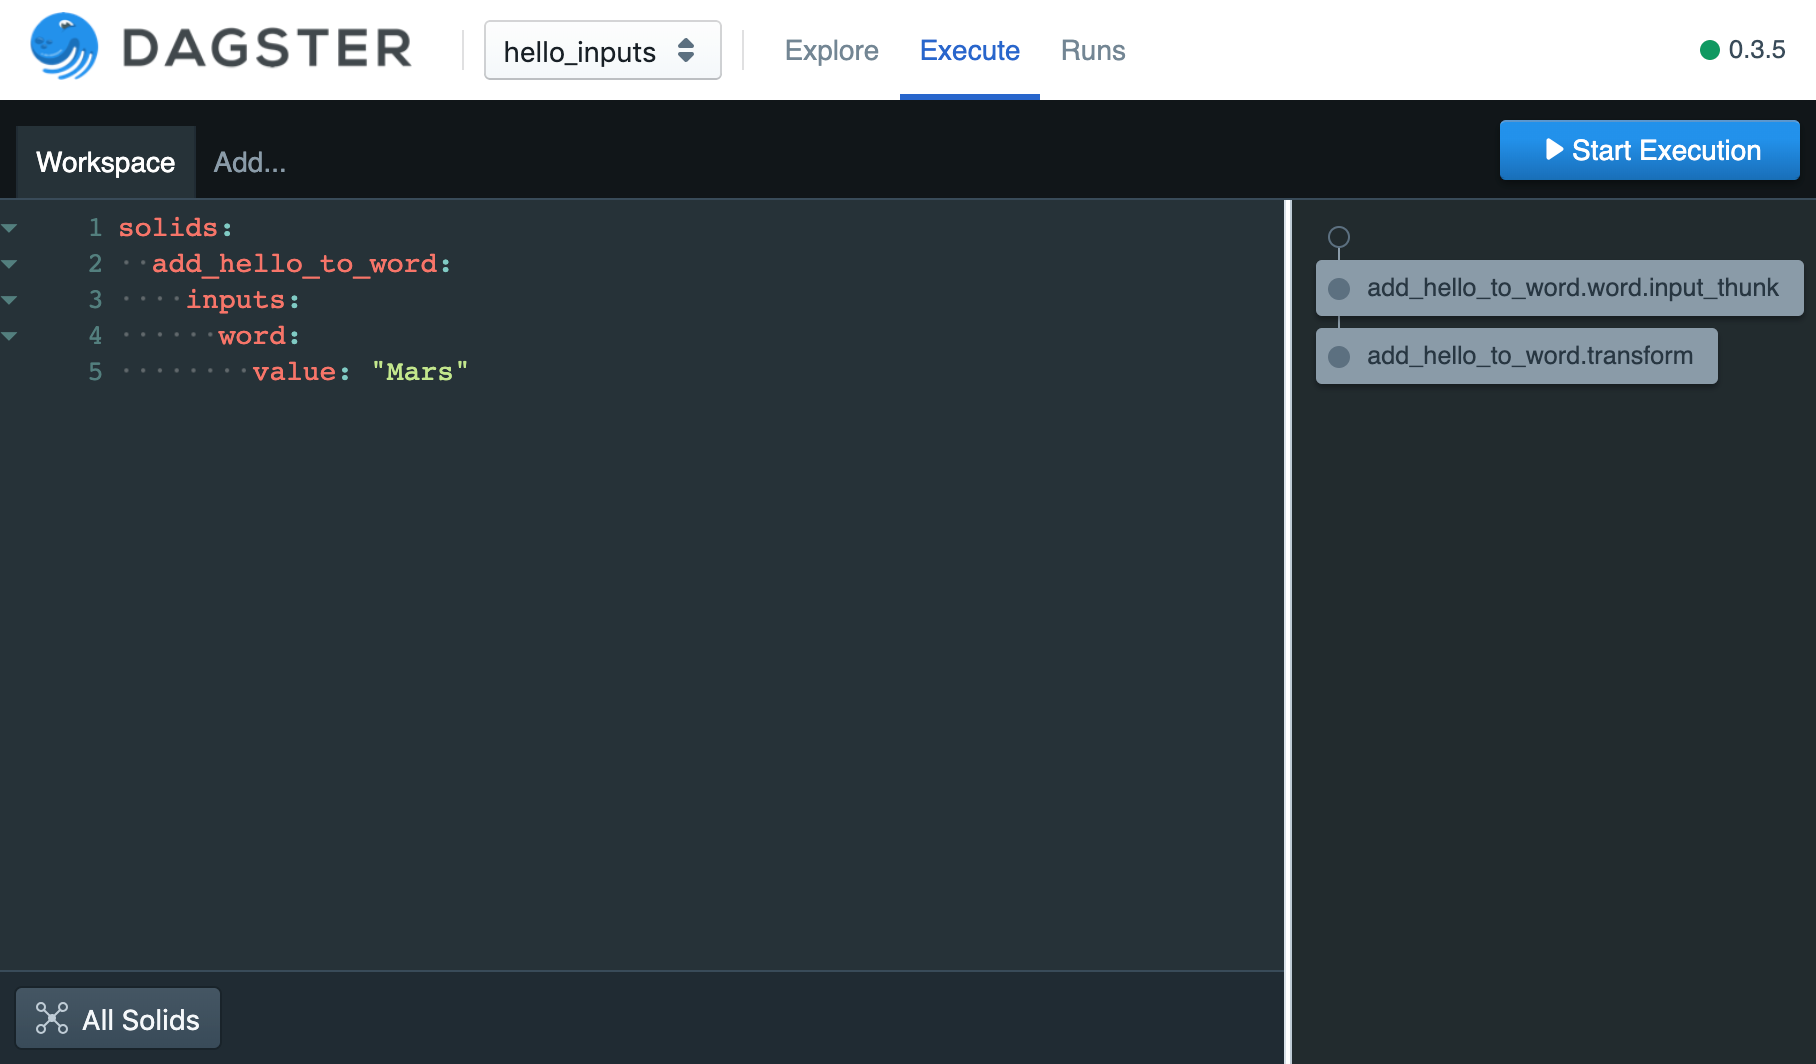 DAGSTER hello_inputs Explore Execute Runs 0.3.5
Workspace Add... Start Execution
1 solids:
2 ··add_hello_to_word:
3 ····inputs:
4 ······word:
5 ········value: "Mars"
add_hello_to_word.word.input_thunk
add_hello_to_word.transform
All Solids